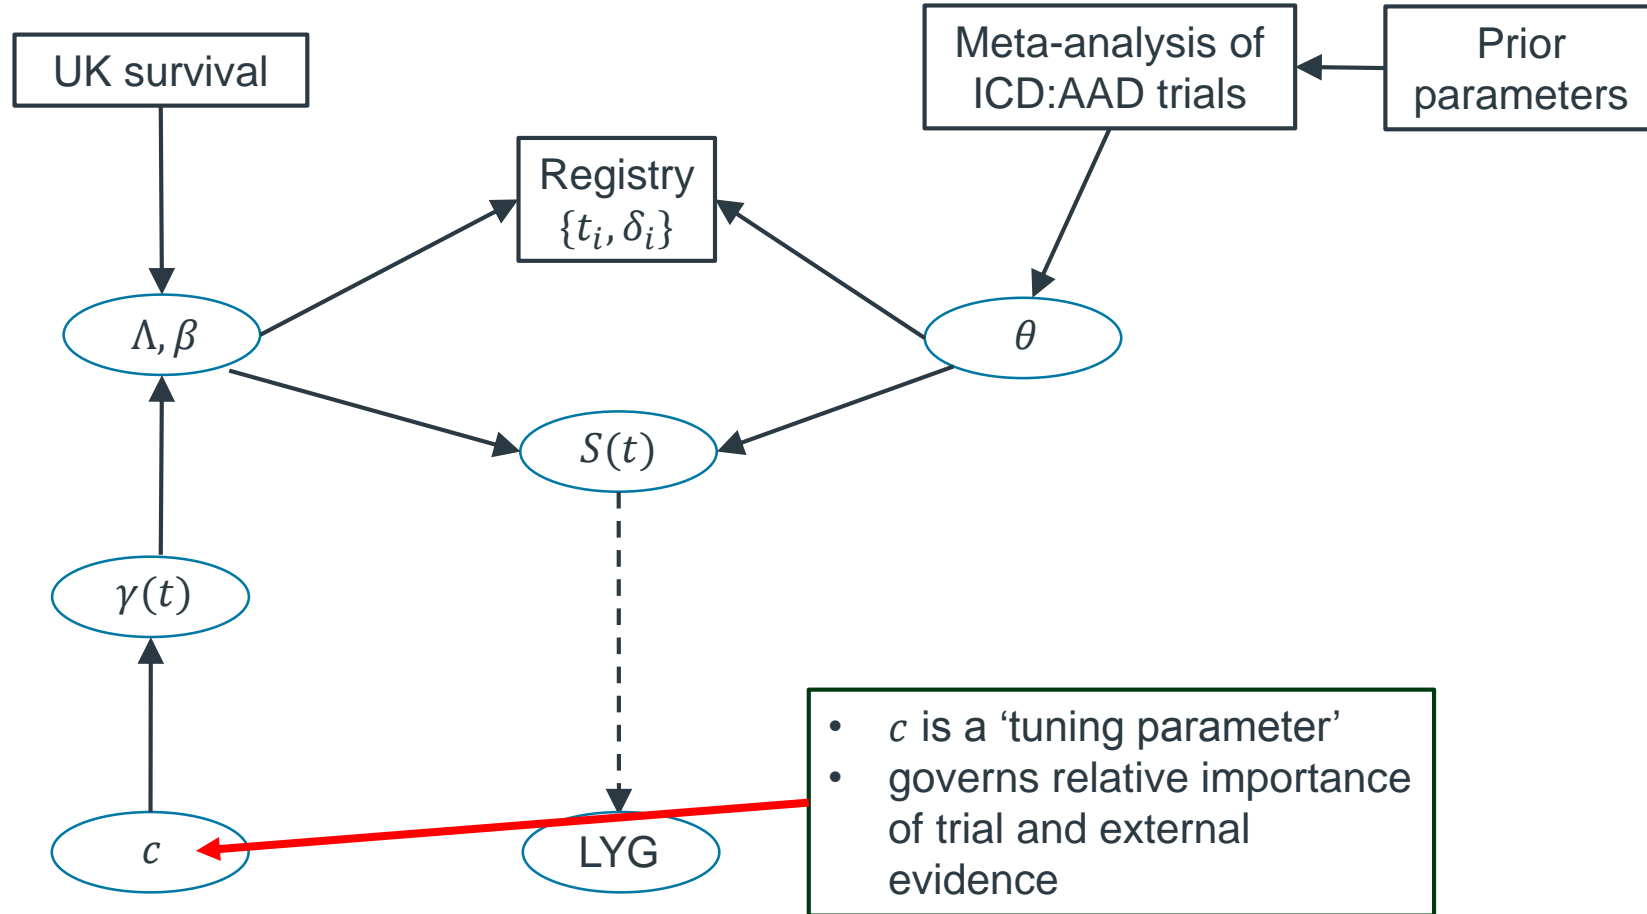 UK survival
Meta-analysis of
ICD:AAD trials
Prior
parameters
Registry
{tᵢ, δᵢ}
Λ, β
θ
S(t)
γ(t)
c
LYG
• c is a ‘tuning parameter’
• governs relative importance
of trial and external
evidence